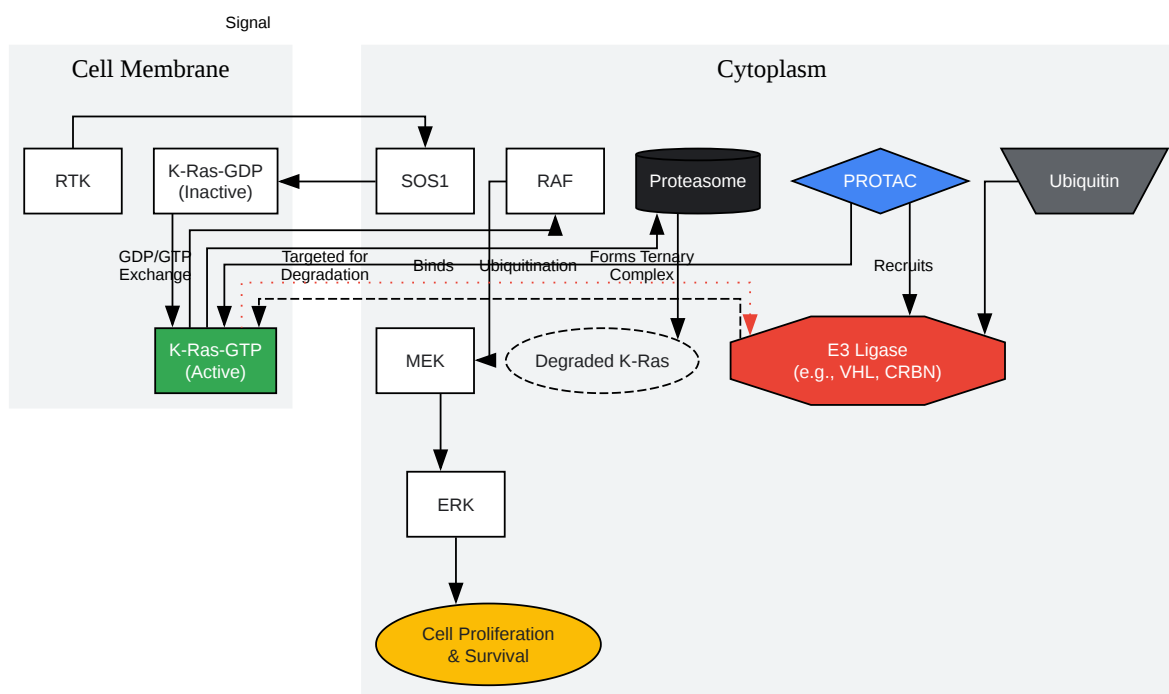 Signal
Cell Membrane
Cytoplasm
RTK
K-Ras-GDP
(Inactive)
SOS1
RAF
Proteasome
PROTAC
Ubiquitin
GDP/GTP
Exchange
Targeted for
Degradation
Binds
Ubiquitination
Forms Ternary
Complex
Recruits
K-Ras-GTP
(Active)
MEK
Degraded K-Ras
E3 Ligase
(e.g., VHL, CRBN)
ERK
Cell Proliferation
& Survival